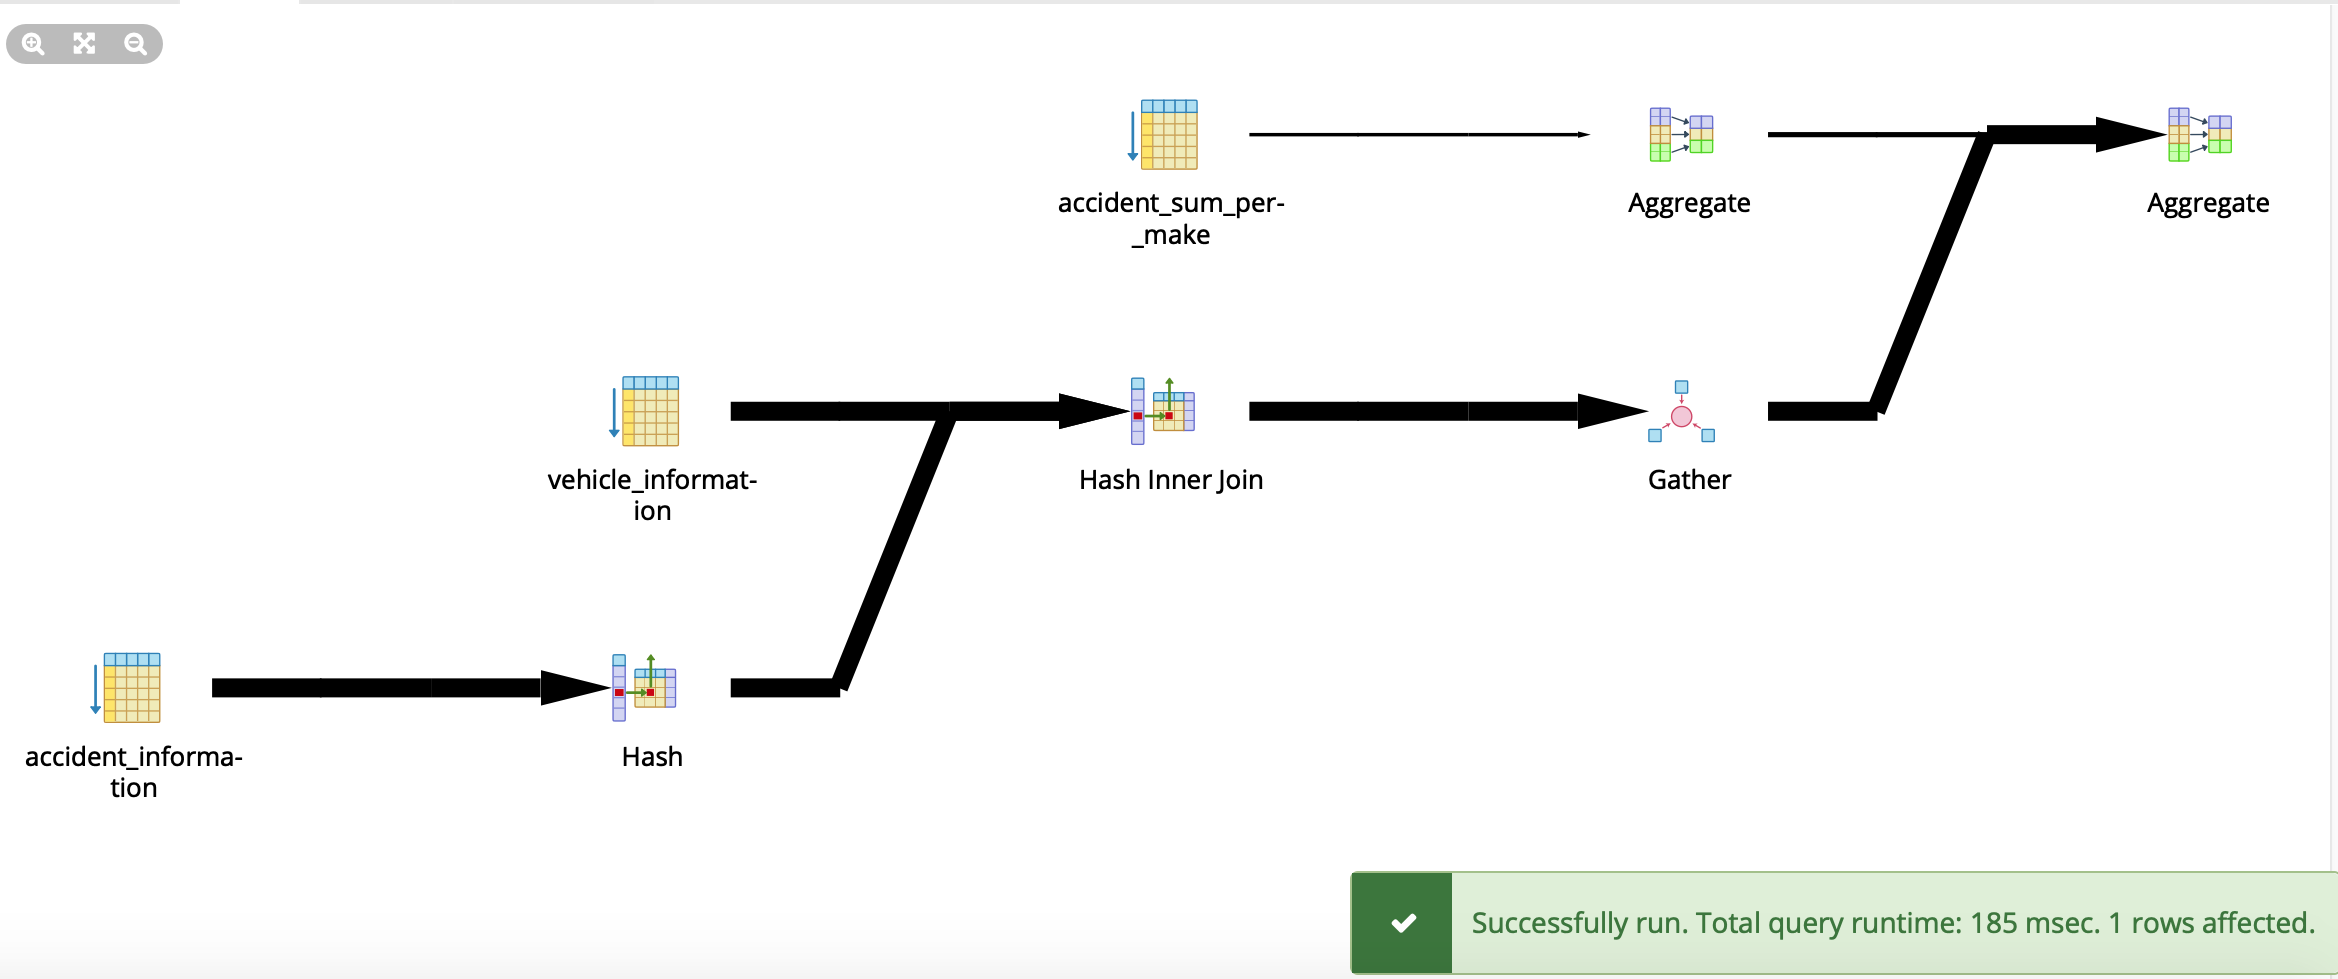 accident_sum_per-
_make
Aggregate
Aggregate
vehicle_informat-
ion
Hash Inner Join
Gather
accident_informa-
tion
Hash
Successfully run. Total query runtime: 185 msec. 1 rows affected.